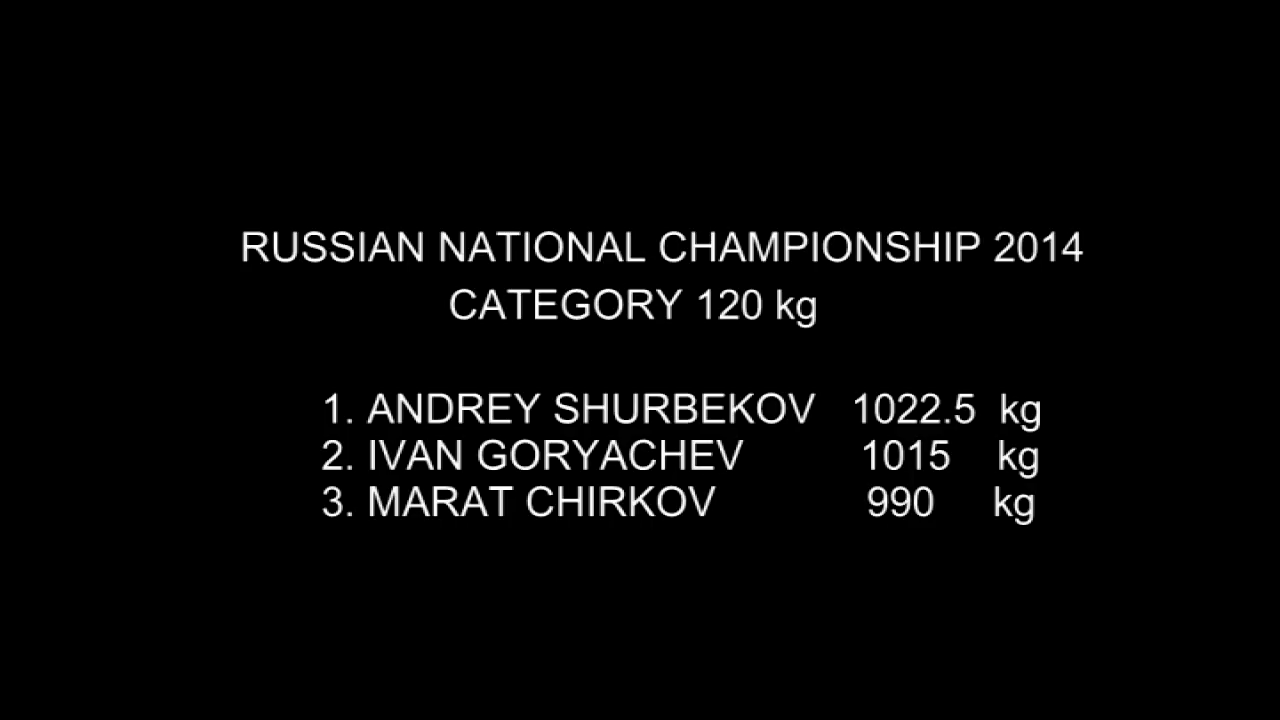 RUSSIAN NATIONAL CHAMPIONSHIP 2014
CATEGORY 120 kg
1. ANDREY SHURBEKOV 1022.5 kg
2. IVAN GORYACHEV 1015 kg
3. MARAT CHIRKOV 990 kg